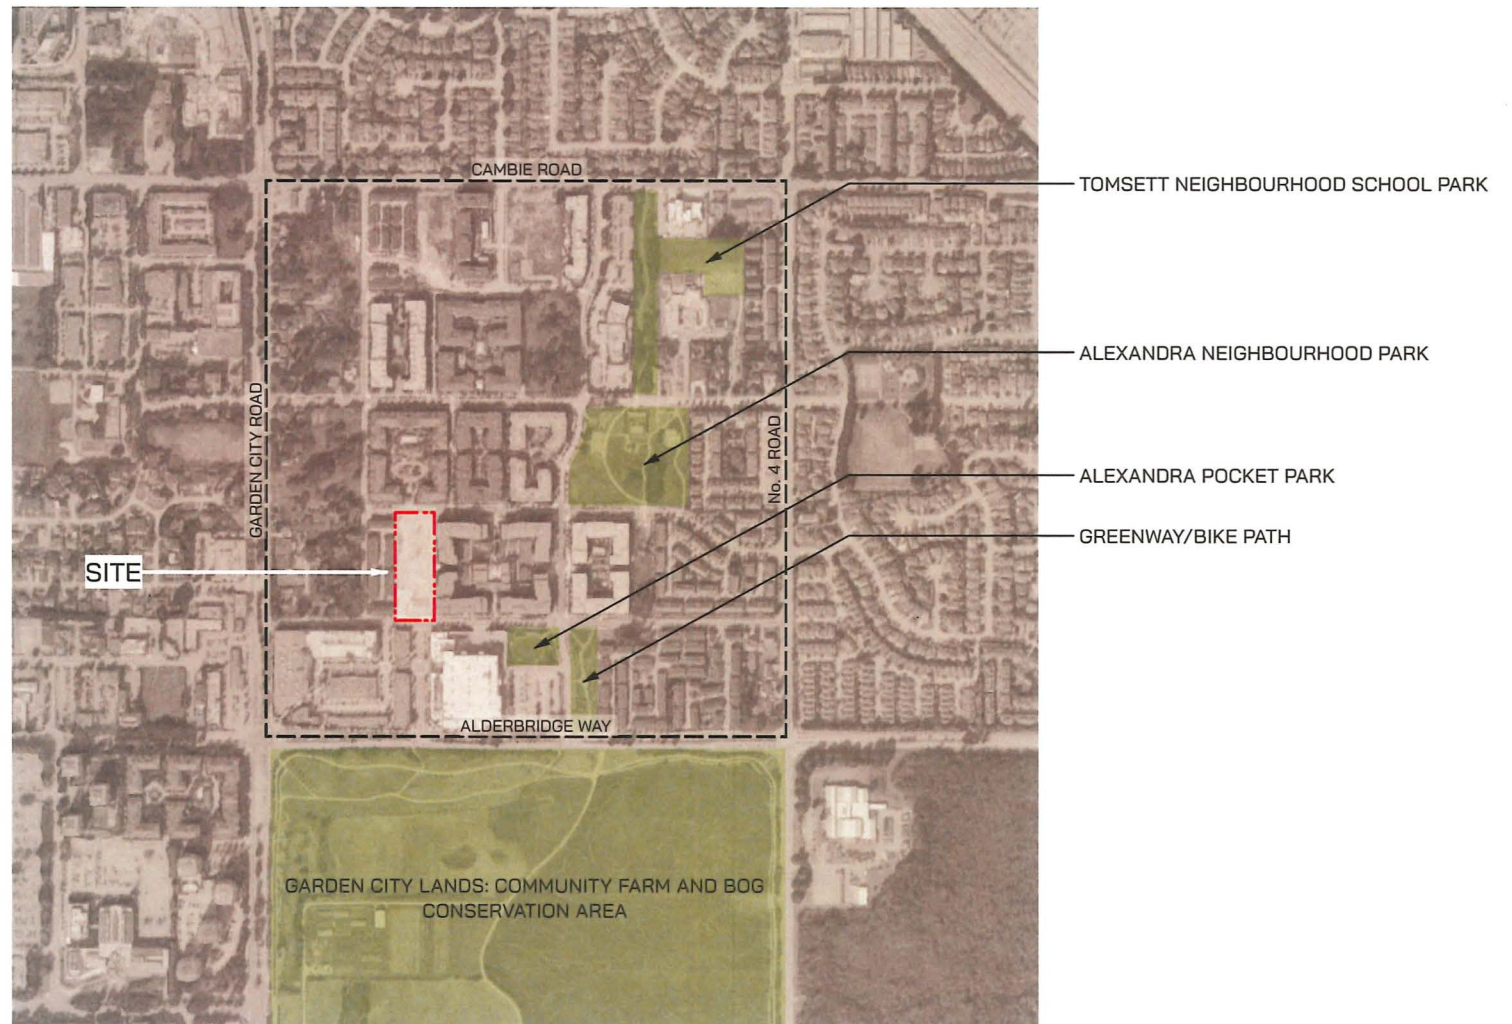 CAMBIE ROAD
TOMSETT NEIGHBOURHOOD SCHOOL PARK
ALEXANDRA NEIGHBOURHOOD PARK
GARDEN CITY ROAD
No. 4 ROAD
ALEXANDRA POCKET PARK
GREENWAY/BIKE PATH
SITE
ALDERBRIDGE WAY
GARDEN CITY LANDS: COMMUNITY FARM AND BOG
CONSERVATION AREA